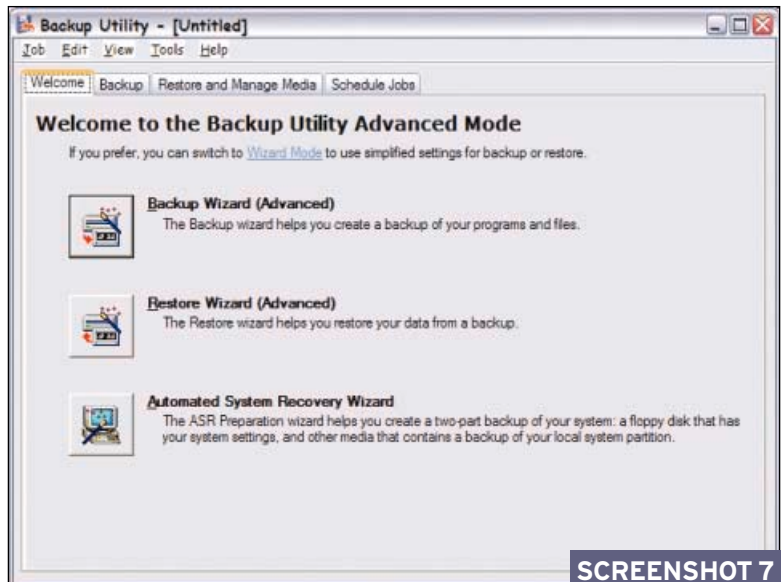 Backup Utility - [Untitled]
Job Edit View Tools Help
Welcome Backup Restore and Manage Media Schedule Jobs
Welcome to the Backup Utility Advanced Mode
If you prefer, you can switch to Wizard Mode to use simplified settings for backup or restore.
Backup Wizard (Advanced)
The Backup wizard helps you create a backup of your programs and files.
Restore Wizard (Advanced)
The Restore wizard helps you restore your data from a backup.
Automated System Recovery Wizard
The ASR Preparation wizard helps you create a two-part backup of your system: a floppy disk that has
your system settings, and other media that contains a backup of your local system partition.
SCREENSHOT 7